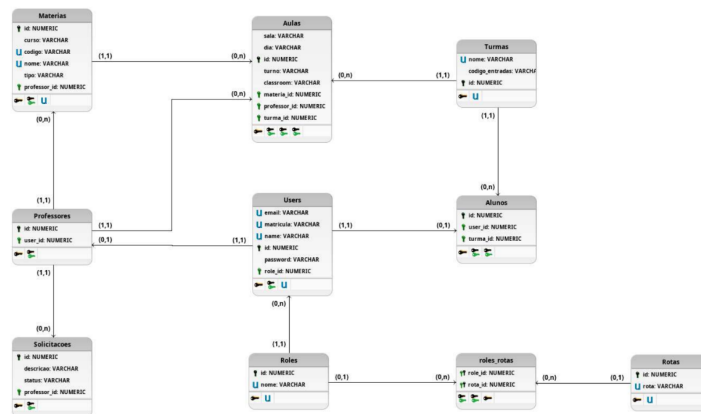 Materias
id: NUMERIC
curso: VARCHAR
U codigo: VARCHAR
U nome: VARCHAR
tipo: VARCHAR
professor_id: NUMERIC
U
(1,1)
(0,n)
Aulas
sala: VARCHAR
dia: VARCHAR
id: NUMERIC
turno: VARCHAR
classroom: VARCHAR
materia_id: NUMERIC
professor_id: NUMERIC
turma_id: NUMERIC
(0,n)
(0,n)
(1,1)
Turmas
U nome: VARCHAR
codigo_entradas: VARCHA
id: NUMERIC
U
(0,n)
(1,1)
(1,1)
(0,n)
Professores
id: NUMERIC
user_id: NUMERIC
(1,1)
(0,1)
(1,1)
Users
U email: VARCHAR
U matricula: VARCHAR
U name: VARCHAR
id: NUMERIC
password: VARCHAR
role_id: NUMERIC
U
(1,1)
(0,1)
(1,1)
Alunos
id: NUMERIC
user_id: NUMERIC
turma_id: NUMERIC
(0,n)
(0,n)
(1,1)
Solicitacoes
id: NUMERIC
descricao: VARCHAR
status: VARCHAR
professor_id: NUMERIC
Roles
id: NUMERIC
U nome: VARCHAR
U
(0,1)
(0,n)
roles_rotas
role_id: NUMERIC
rota_id: NUMERIC
(0,n)
(0,1)
Rotas
id: NUMERIC
U rota: VARCHAR
U